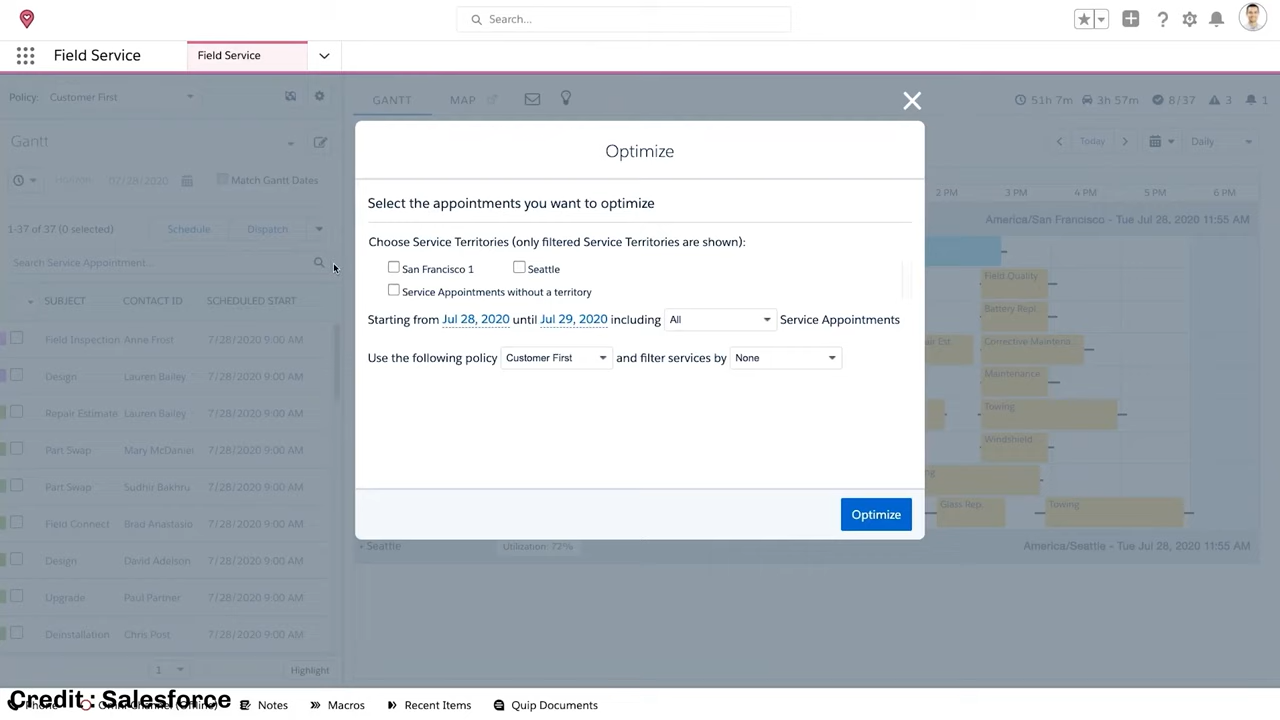 Search...
Field Service
Field Service
Policy: Customer First
GANTT MAP
51h 7m 3h 57m 8/37 3 1
Gantt
Today Daily
07/28/2020 Match Gantt Dates
1-37 of 37 (0 selected) Schedule Dispatch
Search Service Appointment...
SUBJECT CONTACT ID SCHEDULED START
Field Inspection Anne Frost 7/28/2020 9:00 AM
Design Lauren Bailey 7/28/2020 9:00 AM
Repair Estimate Lauren Bailey 7/28/2020 9:00 AM
Part Swap Mary McDaniel 7/28/2020 9:00 AM
Part Swap Sudhir Bakhru 7/28/2020 9:00 AM
Field Connect Brad Anastasio 7/28/2020 9:00 AM
Design David Adelson 7/28/2020 9:00 AM
Upgrade Paul Partner 7/28/2020 9:00 AM
Deinstallation Chris Post 7/28/2020 9:00 AM
1 Highlight
Optimize
Select the appointments you want to optimize
Choose Service Territories (only filtered Service Territories are shown):
San Francisco 1 Seattle
Service Appointments without a territory
Starting from Jul 28, 2020 until Jul 29, 2020 including All Service Appointments
Use the following policy Customer First and filter services by None
Optimize
2 PM 3 PM 4 PM 5 PM 6 PM
America/San Francisco - Tue Jul 28, 2020 11:55 AM
Field Quality
Battery Repl
air Est. Corrective Maintena
Maintenance
Towing
Windshield
ng
Glass Rep. Towing
Seattle Utilization: 72% America/Seattle - Tue Jul 28, 2020 11:55 AM
Credit : Salesforce
Phone Omni-Channel (Offline) Notes Macros Recent Items Quip Documents